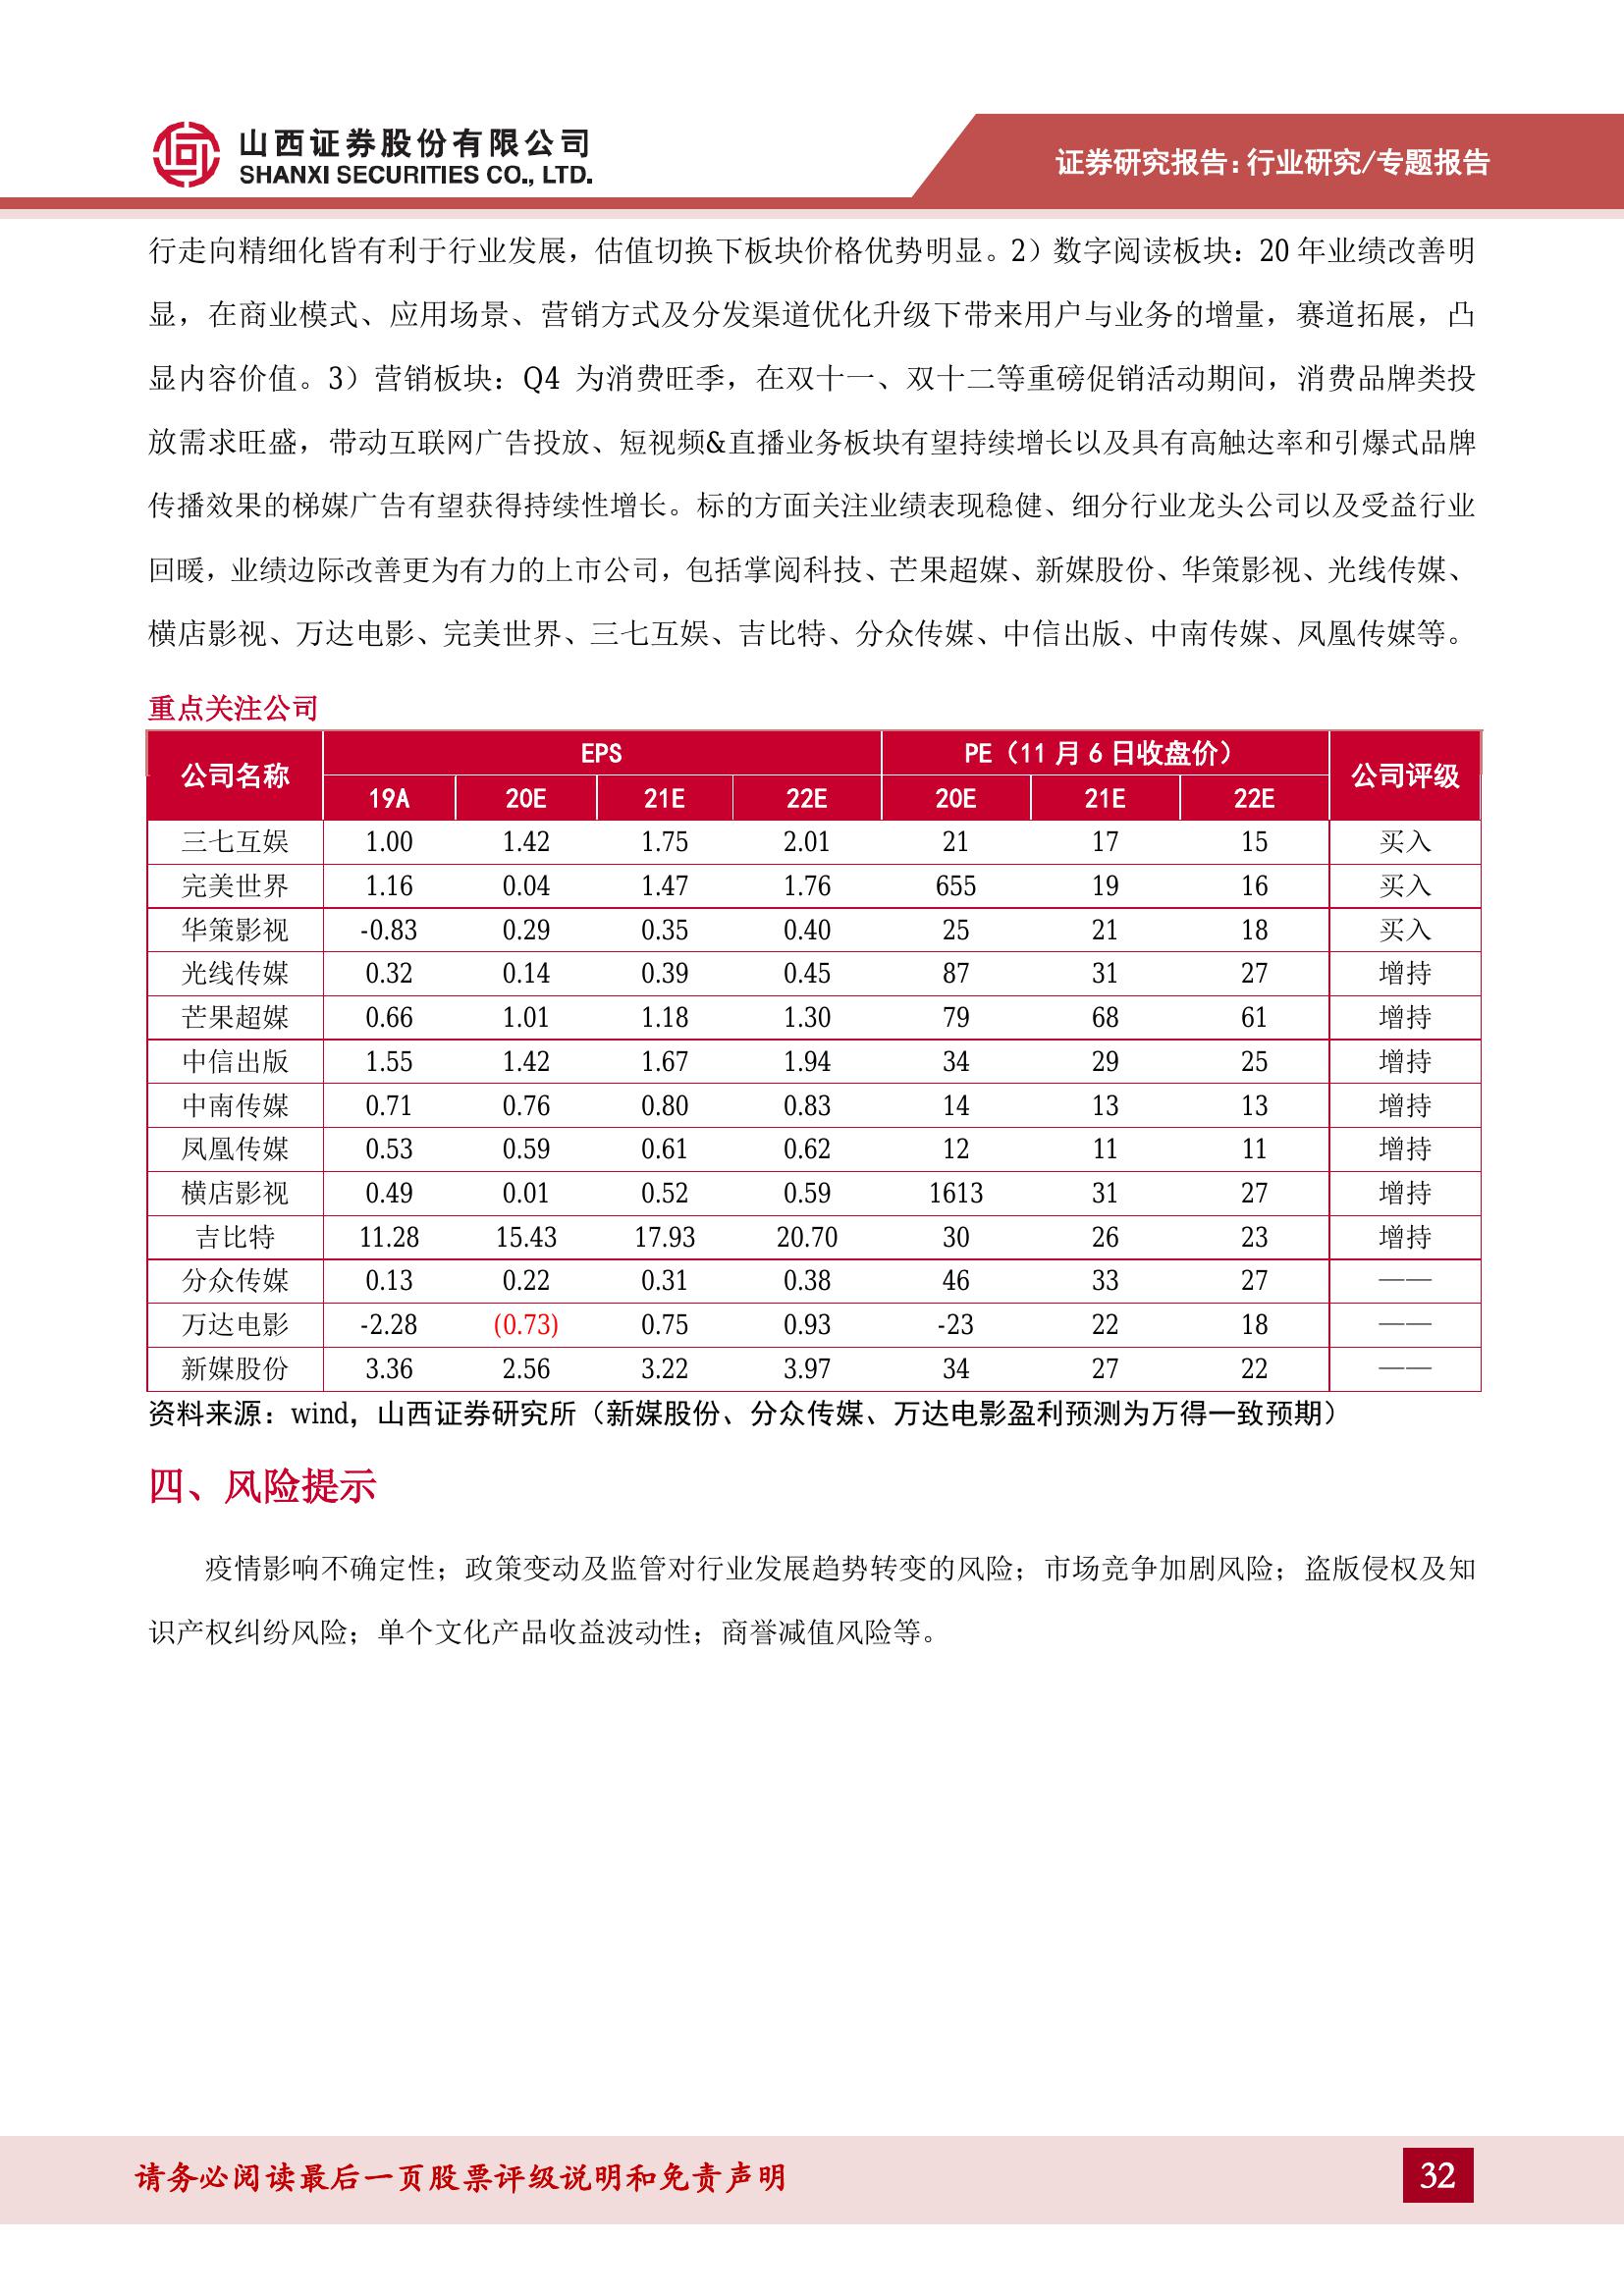 山西证券股份有限公司
SHANXI SECURITIES CO., LTD.
证券研究报告：行业研究/专题报告
行走向精细化皆有利于行业发展，估值切换下板块价格优势明显。2）数字阅读板块：20 年业绩改善明
显，在商业模式、应用场景、营销方式及分发渠道优化升级下带来用户与业务的增量，赛道拓展，凸
显内容价值。3）营销板块：Q4 为消费旺季，在双十一、双十二等重磅促销活动期间，消费品牌类投
放需求旺盛，带动互联网广告投放、短视频&直播业务板块有望持续增长以及具有高触达率和引爆式品牌
传播效果的梯媒广告有望获得持续性增长。标的方面关注业绩表现稳健、细分行业龙头公司以及受益行业
回暖，业绩边际改善更为有力的上市公司，包括掌阅科技、芒果超媒、新媒股份、华策影视、光线传媒、
横店影视、万达电影、完美世界、三七互娱、吉比特、分众传媒、中信出版、中南传媒、凤凰传媒等。
重点关注公司
公司名称 EPS PE（11 月 6 日收盘价） 公司评级
19A 20E 21E 22E 20E 21E 22E
三七互娱 1.00 1.42 1.75 2.01 21 17 15 买入
完美世界 1.16 0.04 1.47 1.76 655 19 16 买入
华策影视 -0.83 0.29 0.35 0.40 25 21 18 买入
光线传媒 0.32 0.14 0.39 0.45 87 31 27 增持
芒果超媒 0.66 1.01 1.18 1.30 79 68 61 增持
中信出版 1.55 1.42 1.67 1.94 34 29 25 增持
中南传媒 0.71 0.76 0.80 0.83 14 13 13 增持
凤凰传媒 0.53 0.59 0.61 0.62 12 11 11 增持
横店影视 0.49 0.01 0.52 0.59 1613 31 27 增持
吉比特 11.28 15.43 17.93 20.70 30 26 23 增持
分众传媒 0.13 0.22 0.31 0.38 46 33 27 ——
万达电影 -2.28 (0.73) 0.75 0.93 -23 22 18 ——
新媒股份 3.36 2.56 3.22 3.97 34 27 22 ——
资料来源：wind，山西证券研究所（新媒股份、分众传媒、万达电影盈利预测为万得一致预期）
四、风险提示
疫情影响不确定性；政策变动及监管对行业发展趋势转变的风险；市场竞争加剧风险；盗版侵权及知
识产权纠纷风险；单个文化产品收益波动性；商誉减值风险等。
请务必阅读最后一页股票评级说明和免责声明
32